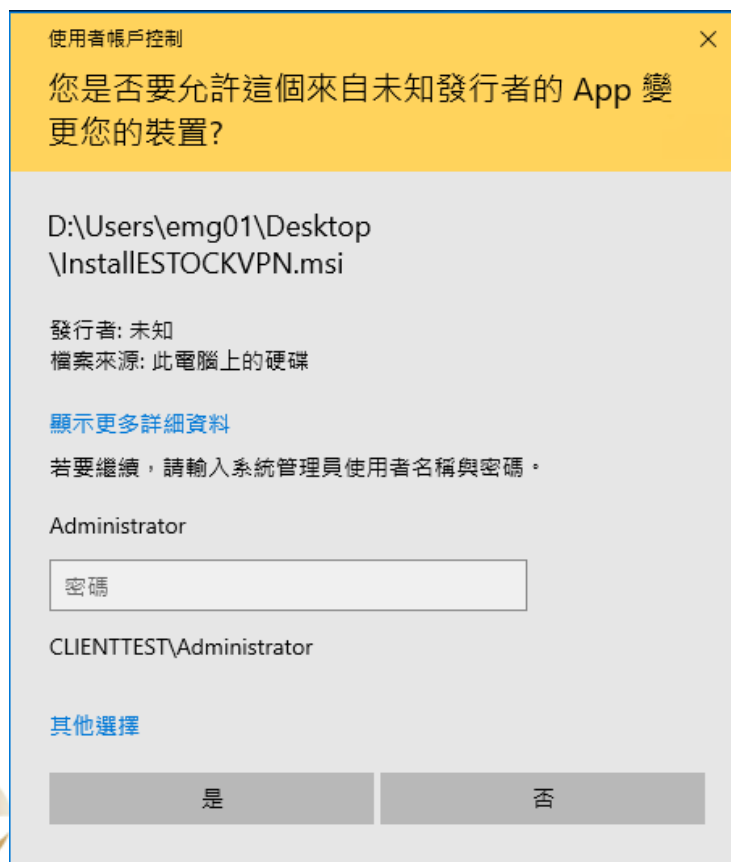 使用者帳戶控制
您是否要允許這個來自未知發行者的 App 變
更您的裝置?
D:\Users\emg01\Desktop
\InstallESTOCKVPN.msi
發行者: 未知
檔案來源: 此電腦上的硬碟
顯示更多詳細資料
若要繼續，請輸入系統管理員使用者名稱與密碼。
Administrator
密碼
CLIENTTEST\Administrator
其他選擇
是
否